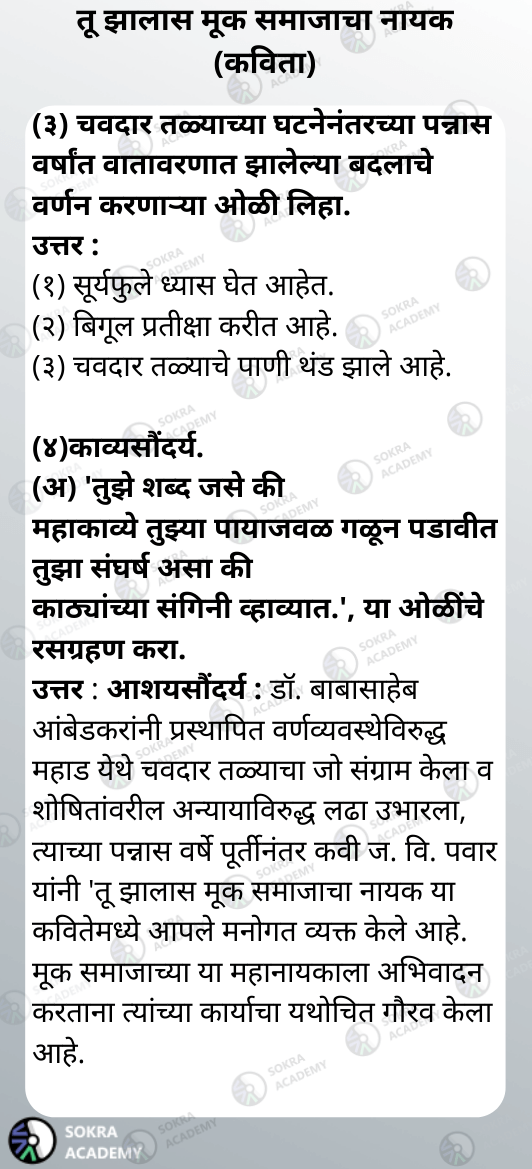 तू झालास मूक समाजाचा नायक
(कविता)
(३) चवदार तळ्याच्या घटनेनंतरच्या पन्नास
वर्षांत वातावरणात झालेल्या बदलाचे
वर्णन करणाऱ्या ओळी लिहा.
उत्तर :
(१) सूर्यफुले ध्यास घेत आहेत.
(२) बिगूल प्रतीक्षा करीत आहे.
(३) चवदार तळ्याचे पाणी थंड झाले आहे.
(४)काव्यसौंदर्य.
(अ) 'तुझे शब्द जसे की
महाकाव्ये तुझ्या पायाजवळ गळून पडावीत
तुझा संघर्ष असा की
काठ्यांच्या संगिनी व्हाव्यात.', या ओळींचे
रसग्रहण करा.
उत्तर : आशयसौंदर्य : डॉ. बाबासाहेब
आंबेडकरांनी प्रस्थापित वर्णव्यवस्थेविरुद्ध
महाड येथे चवदार तळ्याचा जो संग्राम केला व
शोषितांवरील अन्यायाविरुद्ध लढा उभारला,
त्याच्या पन्नास वर्षे पूर्तीनंतर कवी ज. वि. पवार
यांनी 'तू झालास मूक समाजाचा नायक या
कवितेमध्ये आपले मनोगत व्यक्त केले आहे.
मूक समाजाच्या या महानायकाला अभिवादन
करताना त्यांच्या कार्याचा यथोचित गौरव केला
आहे.
SOKRA
ACADEMY